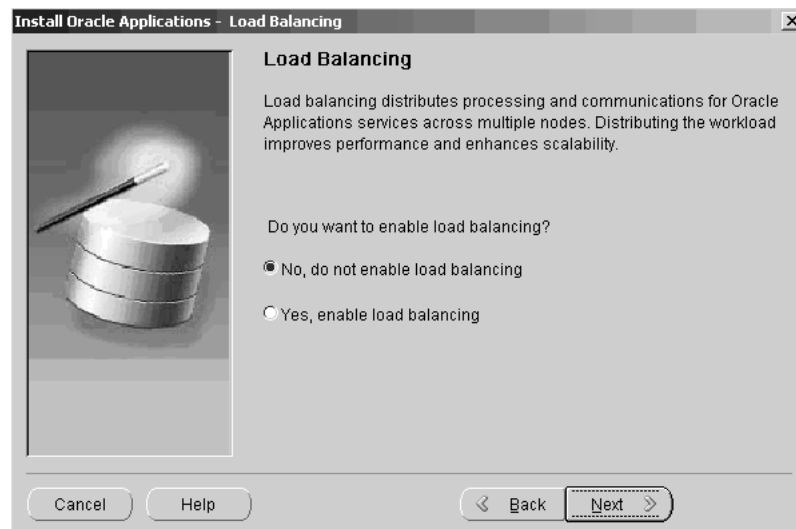 Install Oracle Applications - Load Balancing
Load Balancing
Load balancing distributes processing and communications for Oracle
Applications services across multiple nodes. Distributing the workload
improves performance and enhances scalability.
Do you want to enable load balancing?
No, do not enable load balancing
Yes, enable load balancing
Cancel Help Back Next